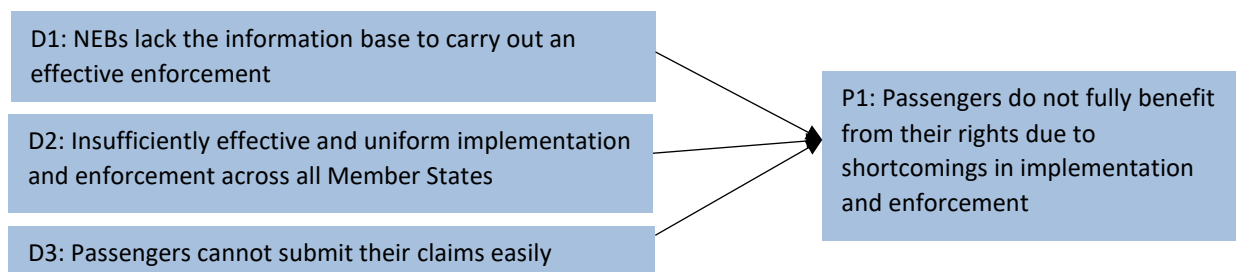 D1: NEBs lack the information base to carry out an
effective enforcement
D2: Insufficiently effective and uniform implementation
and enforcement across all Member States
D3: Passengers cannot submit their claims easily
P1: Passengers do not fully benefit
from their rights due to
shortcomings in implementation
and enforcement